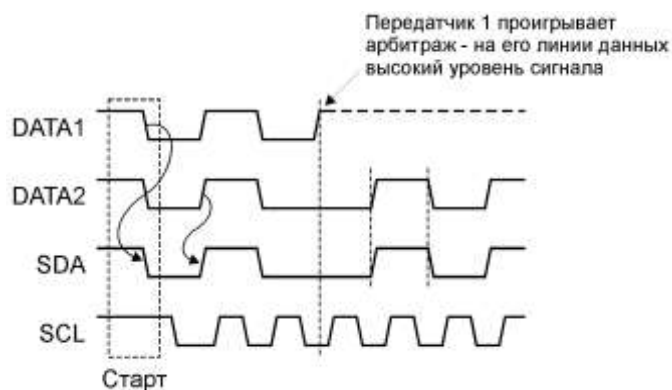 Передатчик 1 проигрывает
арбитраж - на его линии данных
высокий уровень сигнала
DATA1
DATA2
SDA
SCL
Старт